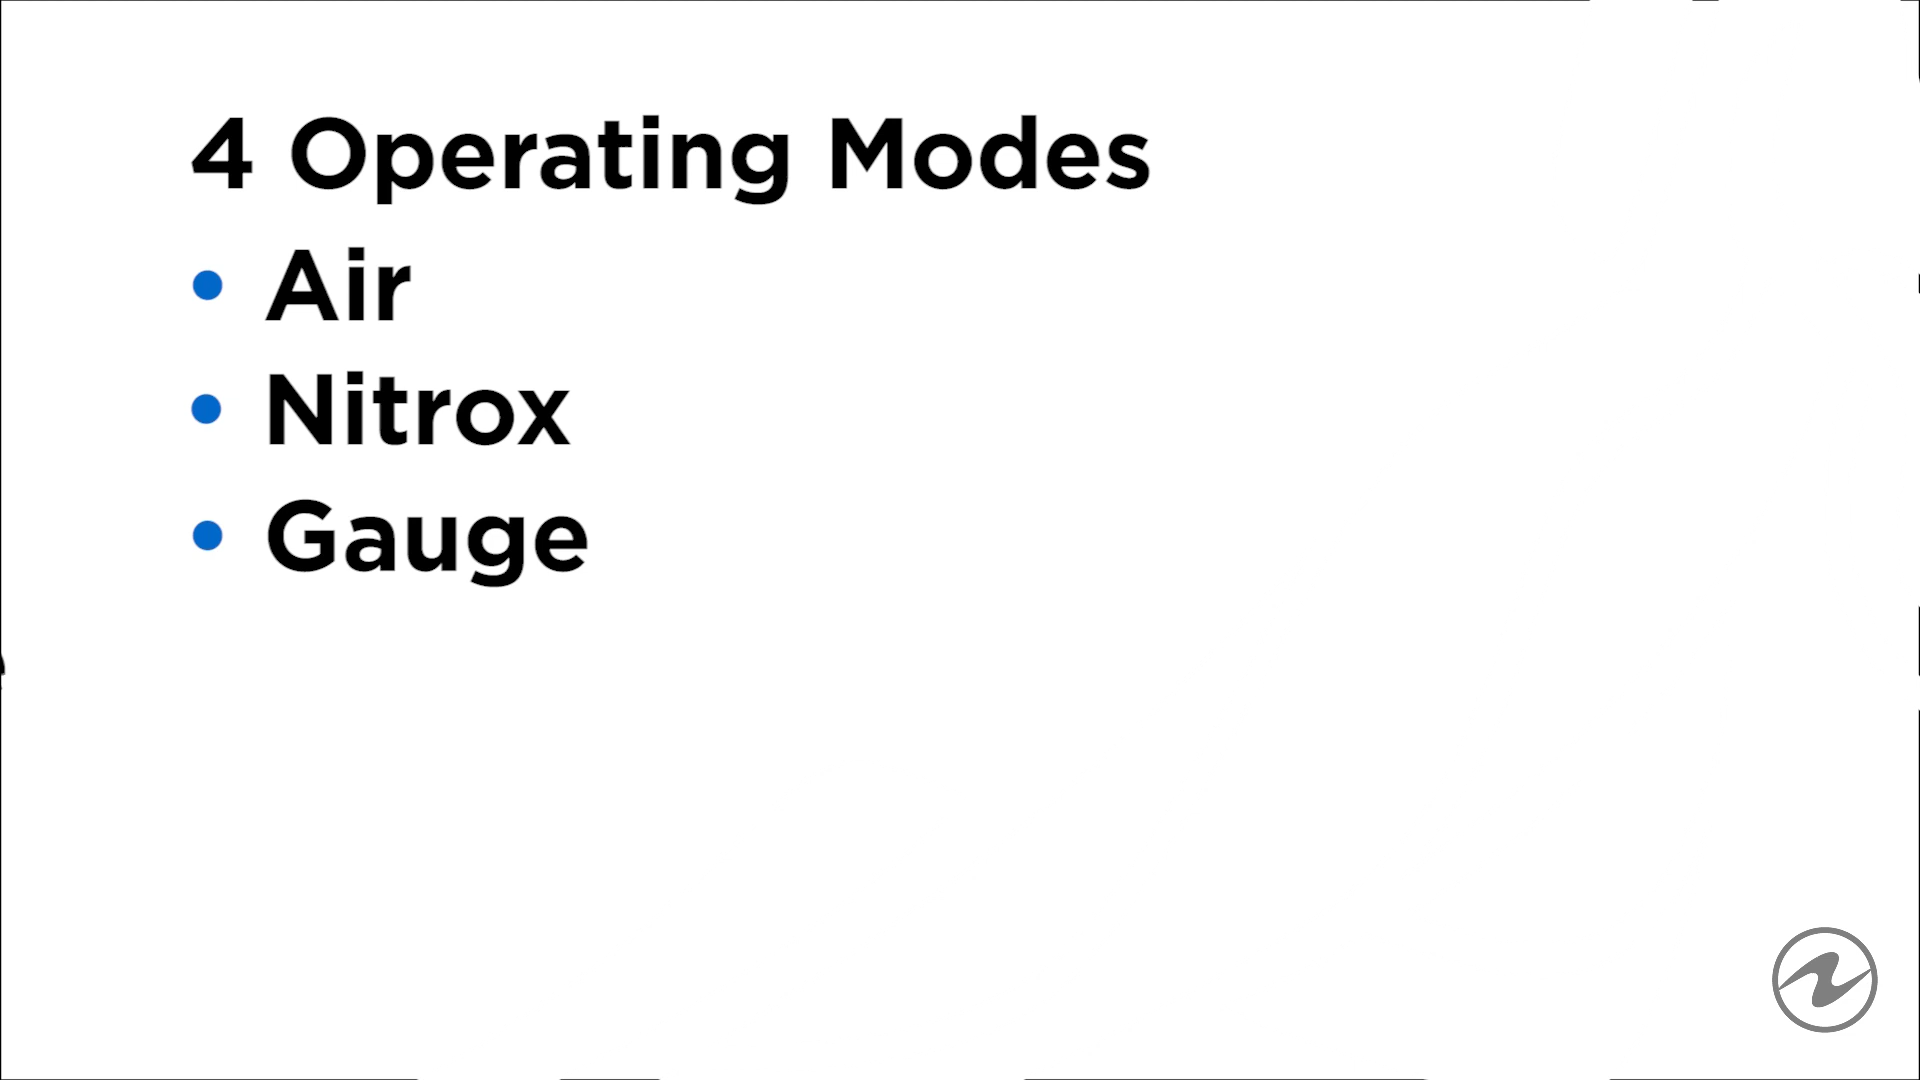 4 Operating Modes
• Air
• Nitrox
• Gauge